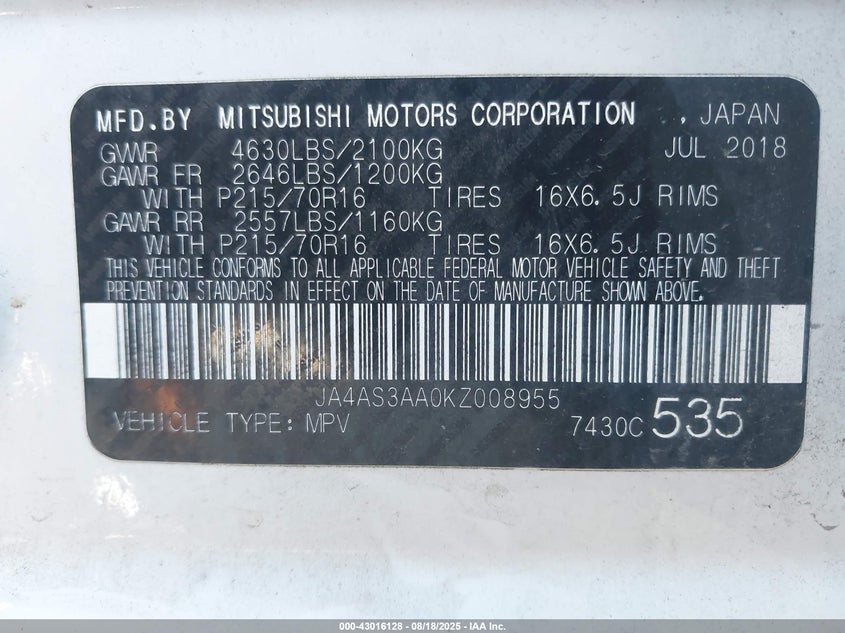 MFD.BY MITSUBISHI MOTORS CORPORATION , JAPAN
GVWR 4630LBS/2100KG JUL 2018
GAWR FR 2646LBS/1200KG
WITH P215/70R16 TIRES 16X6.5J RIMS
GAWR RR 2557LBS/1160KG
WITH P215/70R16 TIRES 16X6.5J RIMS
THIS VEHICLE CONFORMS TO ALL APPLICABLE FEDERAL MOTOR VEHICLE SAFETY AND THEFT
PREVENTION STANDARDS IN EFFECT ON THE DATE OF MANUFACTURE SHOWN ABOVE.
JA4AS3AA0KZ008955
VEHICLE TYPE: MPV 7430C 535
000-43016128 - 08/18/2025 - IAA Inc.